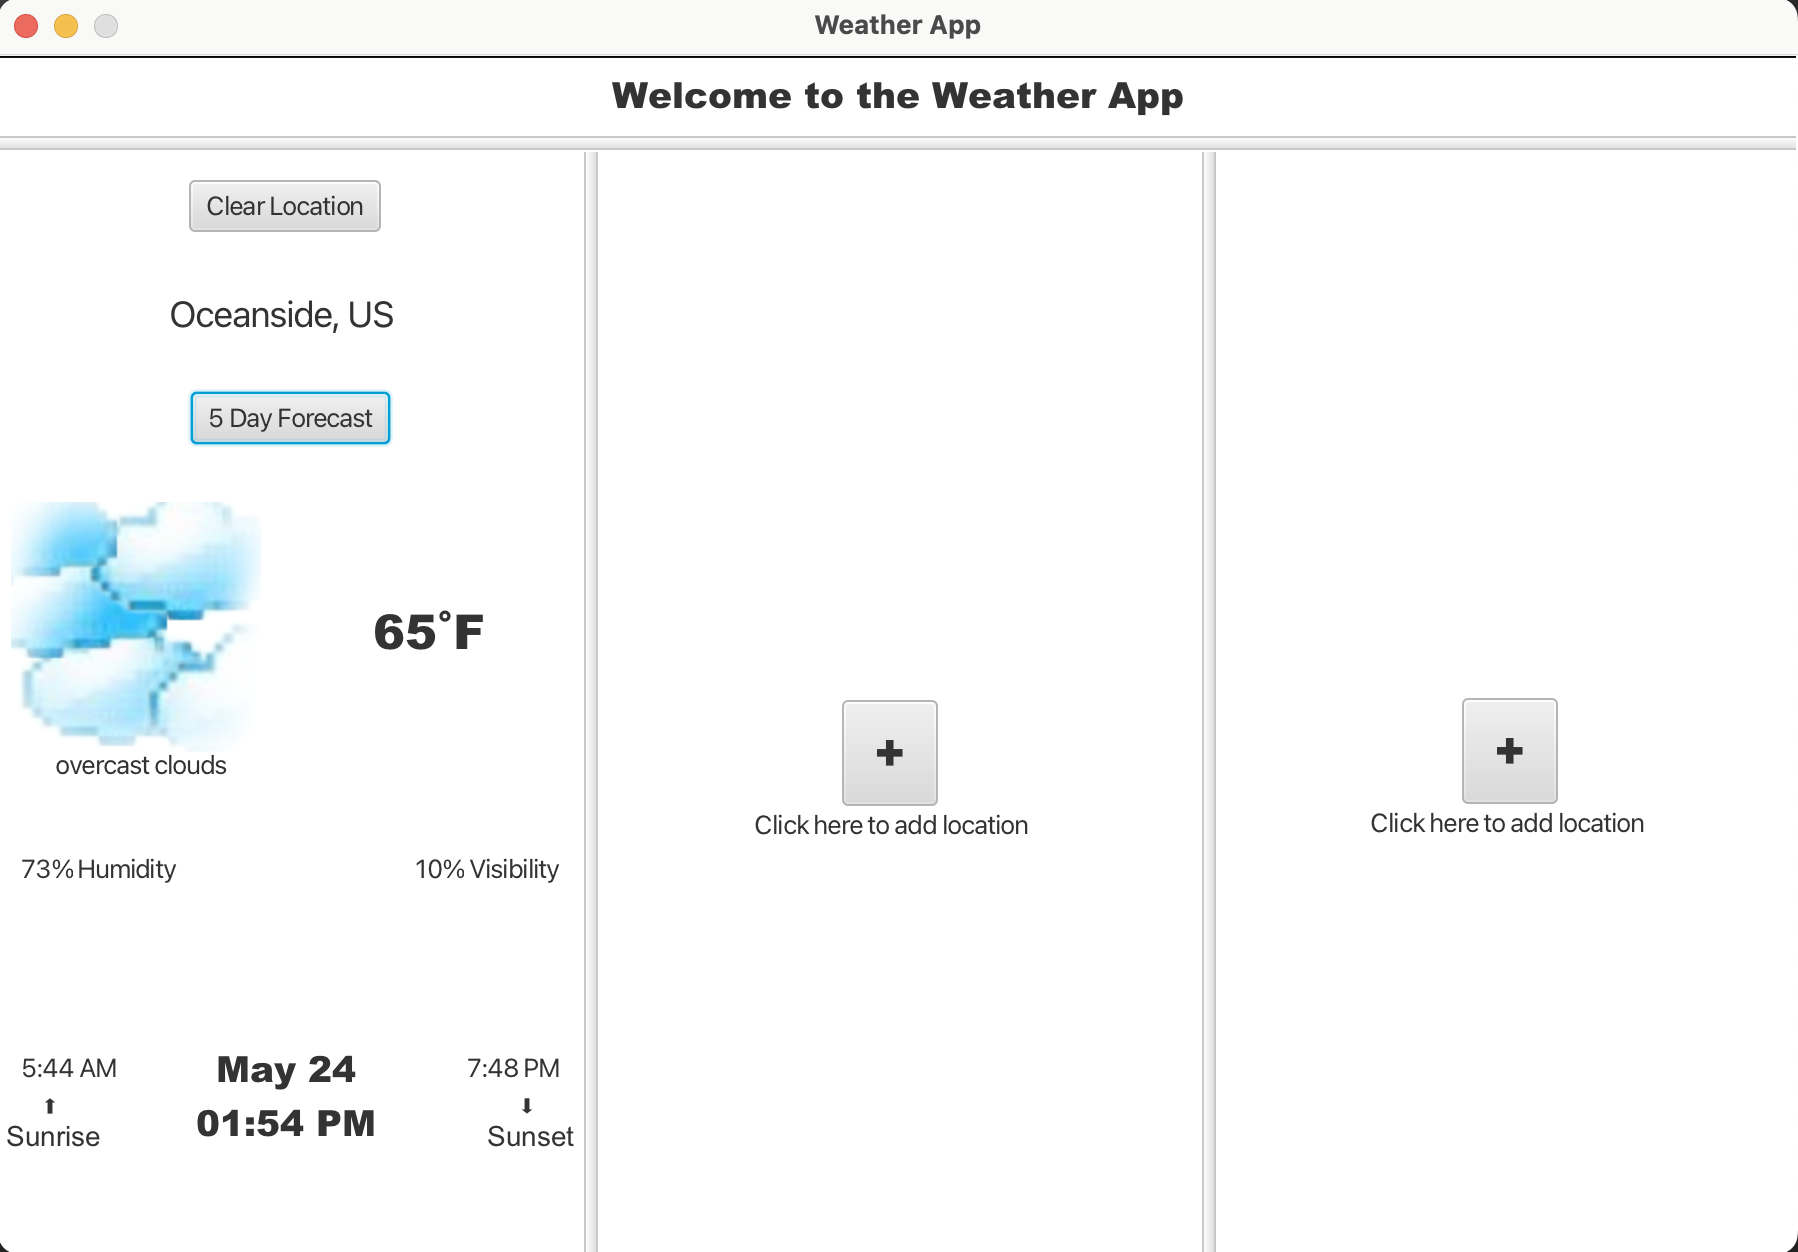 Weather App
Welcome to the Weather App
Clear Location
Oceanside, US
5 Day Forecast
65°F
overcast clouds
73% Humidity
10% Visibility
5:44 AM
⬆
Sunrise
May 24
01:54 PM
7:48 PM
⬇
Sunset
+
Click here to add location
+
Click here to add location